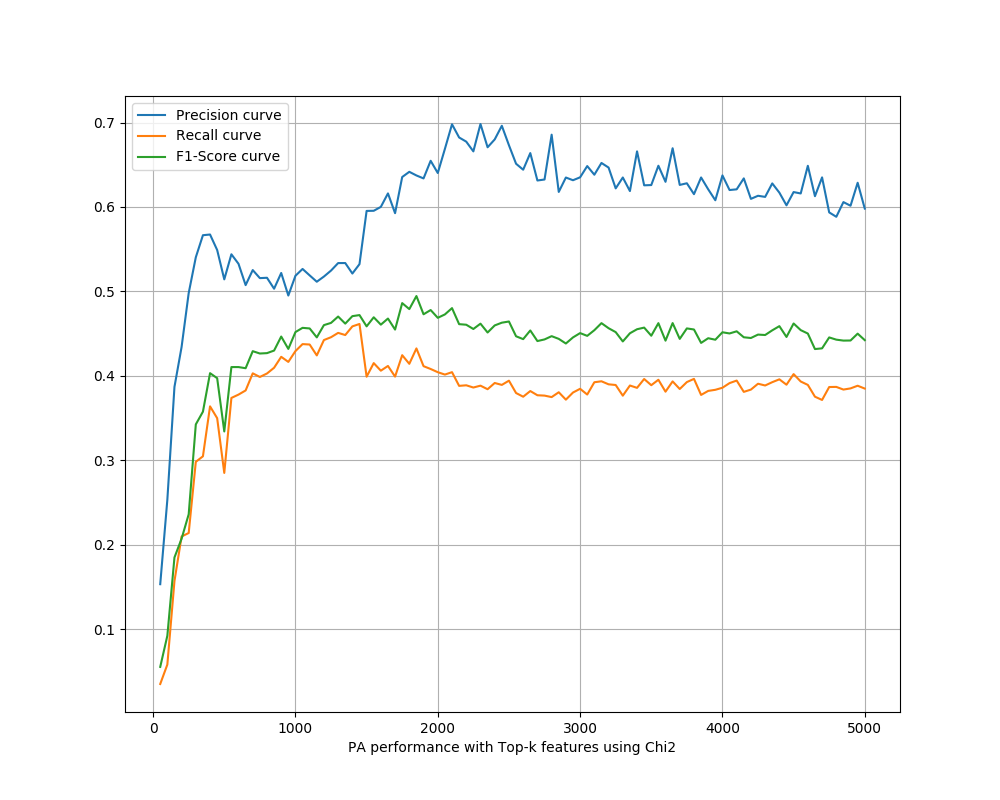 Precision curve
Recall curve
F1-Score curve
0.7
0.6
0.5
0.4
0.3
0.2
0.1
0 1000 2000 3000 4000 5000
PA performance with Top-k features using Chi2